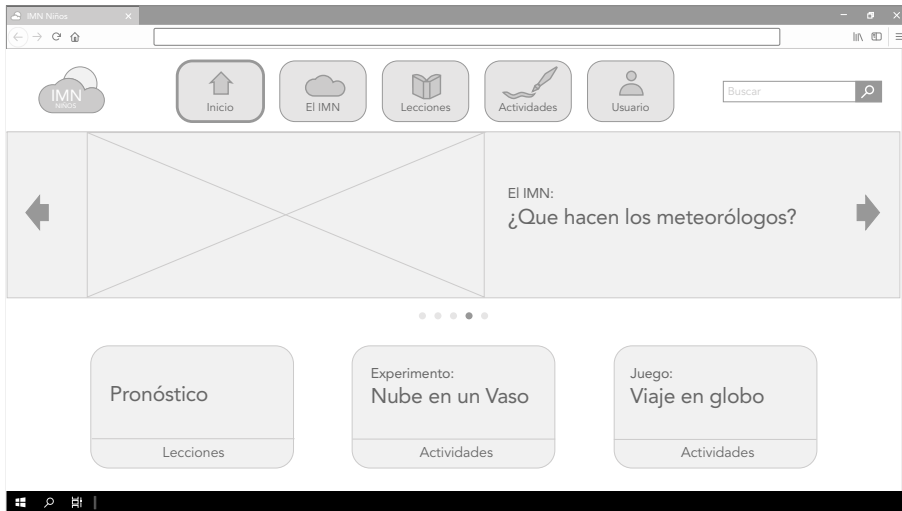 IMN Niños
IMN
NIÑOS
Inicio
El IMN
Lecciones
Actividades
Usuario
Buscar
El IMN:
¿Que hacen los meteorólogos?
Pronóstico
Lecciones
Experimento:
Nube en un Vaso
Actividades
Juego:
Viaje en globo
Actividades